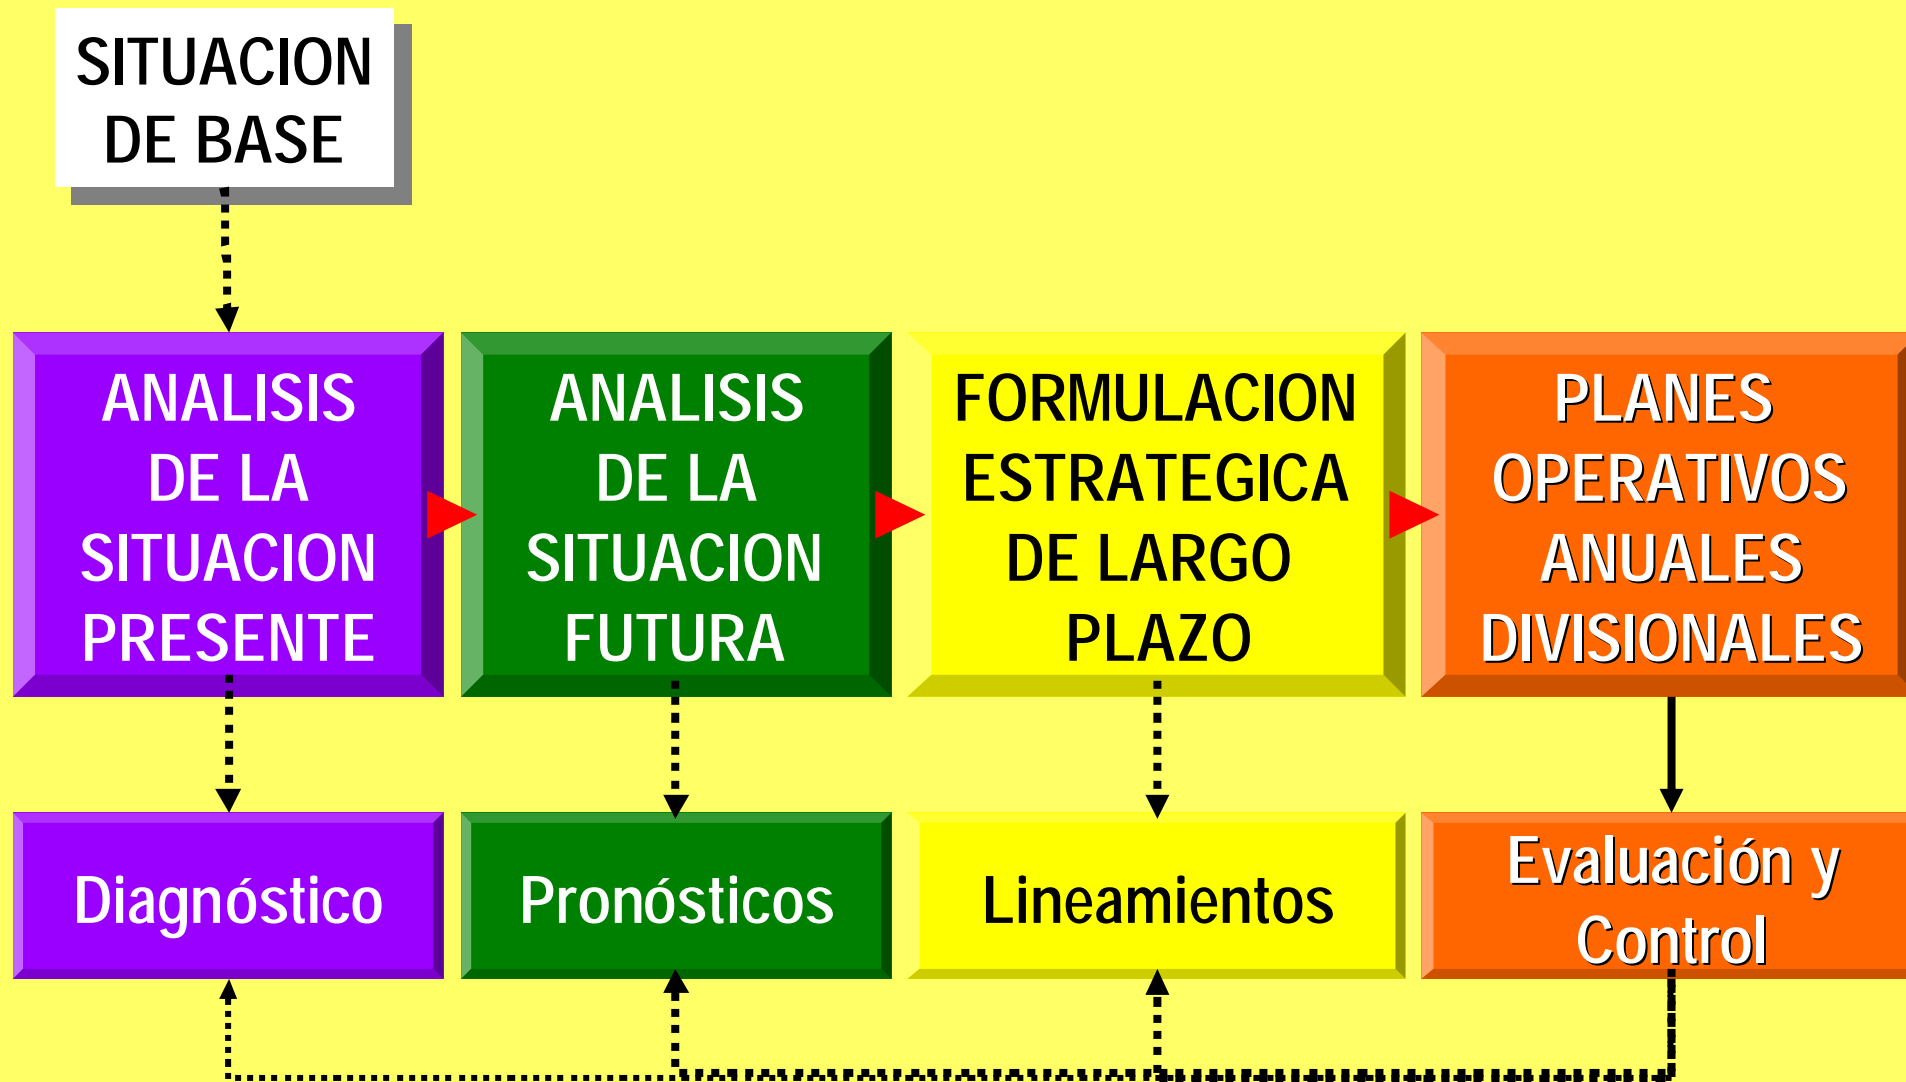 SITUACION
DE BASE
ANALISIS
DE LA
SITUACION
PRESENTE
ANALISIS
DE LA
SITUACION
FUTURA
FORMULACION
ESTRATEGICA
DE LARGO
PLAZO
PLANES
OPERATIVOS
ANUALES
DIVISIONALES
Diagnóstico
Pronósticos
Lineamientos
Evaluación y
Control